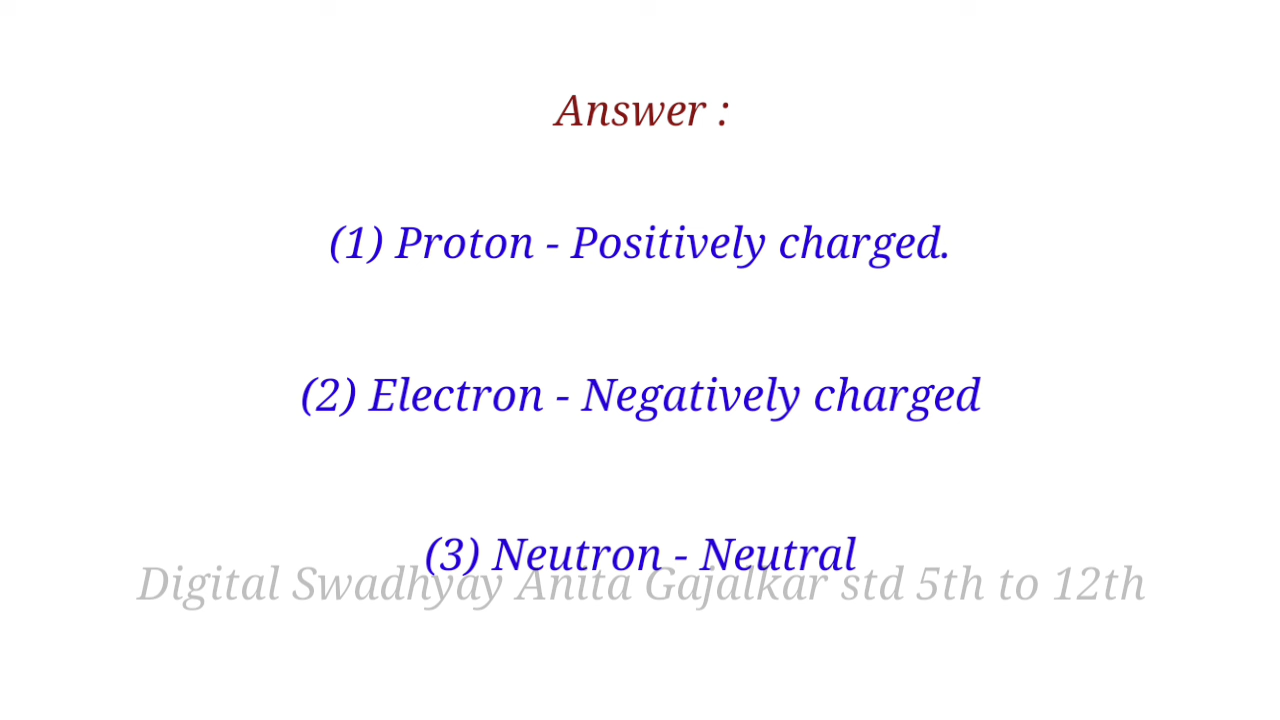 Answer :
(1) Proton - Positively charged.
(2) Electron - Negatively charged
(3) Neutron - Neutral
Digital Swadhyay Anita Gajalkar std 5th to 12th